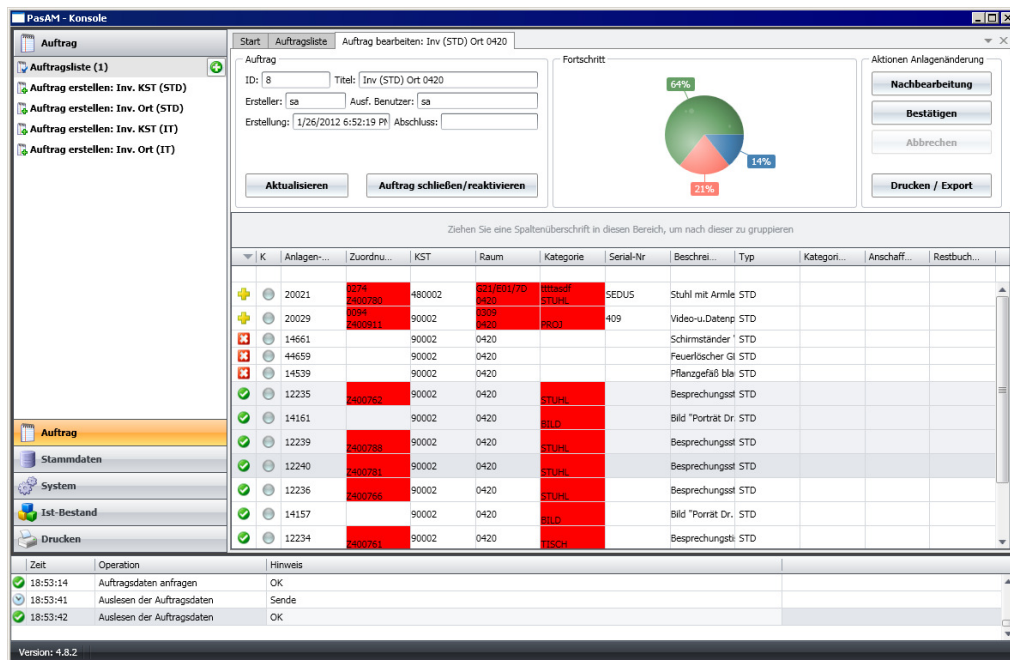 PasAM - Konsole
Auftrag
Auftragsliste (1)
Auftrag erstellen: Inv. KST (STD)
Auftrag erstellen: Inv. Ort (STD)
Auftrag erstellen: Inv. KST (IT)
Auftrag erstellen: Inv. Ort (IT)
Auftrag
Stammdaten
System
Ist-Bestand
Drucken
Start Auftragsliste Auftrag bearbeiten: Inv (STD) Ort 0420
Auftrag
ID: 8 Titel: Inv (STD) Ort 0420
Ersteller: sa Ausf. Benutzer: sa
Erstellung: 1/26/2012 6:52:19 PM Abschluss:
Aktualisieren Auftrag schließen/reaktivieren
Fortschritt
64%
14%
21%
Aktionen Anlagenänderung
Nachbearbeitung
Bestätigen
Abbrechen
Drucken / Export
Ziehen Sie eine Spaltenüberschrift in diesen Bereich, um nach dieser zu gruppieren
K Anlagen-... Zuordnu... KST Raum Kategorie Serial-Nr Beschrei... Typ Kategori... Anschaff... Restbuch...
0274 G21/E01/7D ttttasdf
20021 Z400780 480002 0420 STUHL SEDUS Stuhl mit Armle STD
0094 0309
20029 Z400911 90002 0420 PROJ 409 Video-u.Datenp STD
14661 90002 0420 Schirmständer STD
44659 90002 0420 Feuerlöscher Gl STD
14539 90002 0420 Pflanzgefäß bla STD
12235 Z400762 90002 0420 STUHL Besprechungsst STD
14161 90002 0420 BILD Bild "Porträt Dr. STD
12239 Z400786 90002 0420 STUHL Besprechungsst STD
12240 Z400781 90002 0420 STUHL Besprechungsst STD
12236 Z400766 90002 0420 STUHL Besprechungsst STD
14157 90002 0420 BILD Bild "Porrät Dr. STD
12234 Z400761 90002 0420 TISCH Besprechungsti STD
Zeit Operation Hinweis
18:53:14 Auftragsdaten anfragen OK
18:53:41 Auslesen der Auftragsdaten Sende
18:53:42 Auslesen der Auftragsdaten OK
Version: 4.8.2